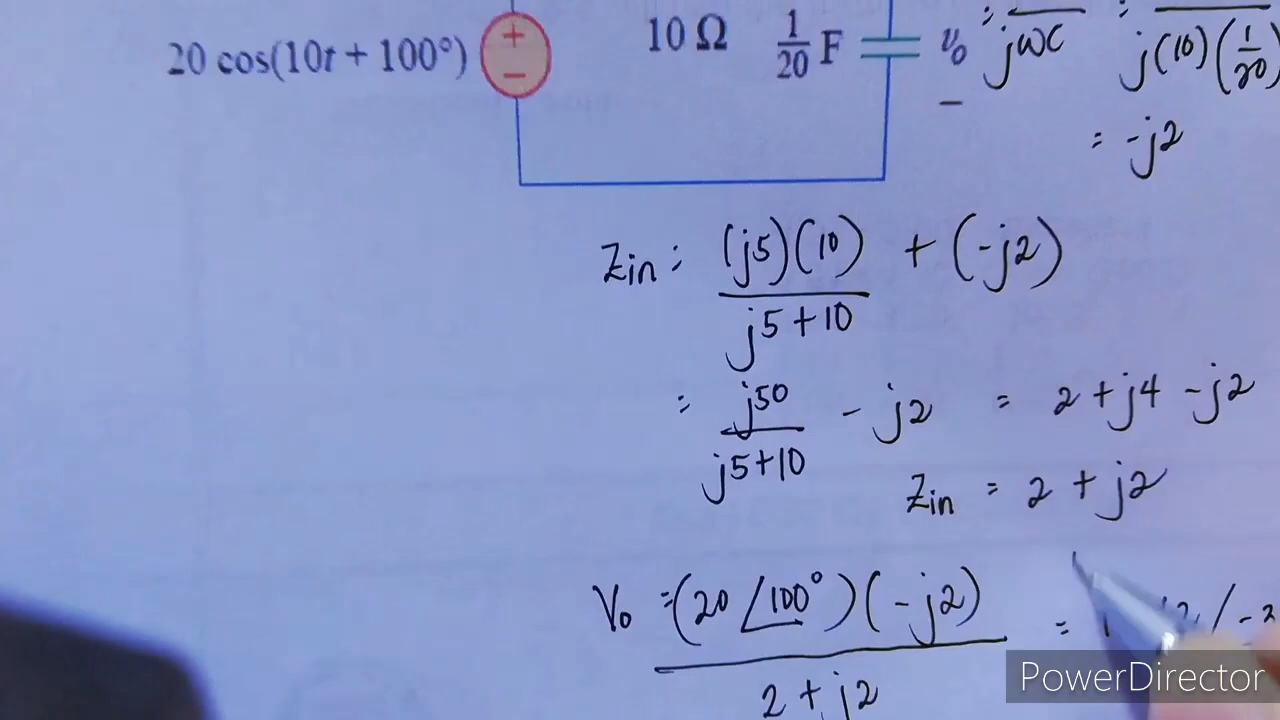 20 cos(10t + 100°)
+
−
10 Ω
1/20 F
v₀
−
: jωC : j(10)(1/20)
= -j2
Zin : (j5)(10) / j5+10 + (-j2)
: j50 / j5+10 - j2 = 2 + j4 - j2
Zin = 2 + j2
V₀ = (20 ∠100°)(-j2) / 2 + j2 =
PowerDirector